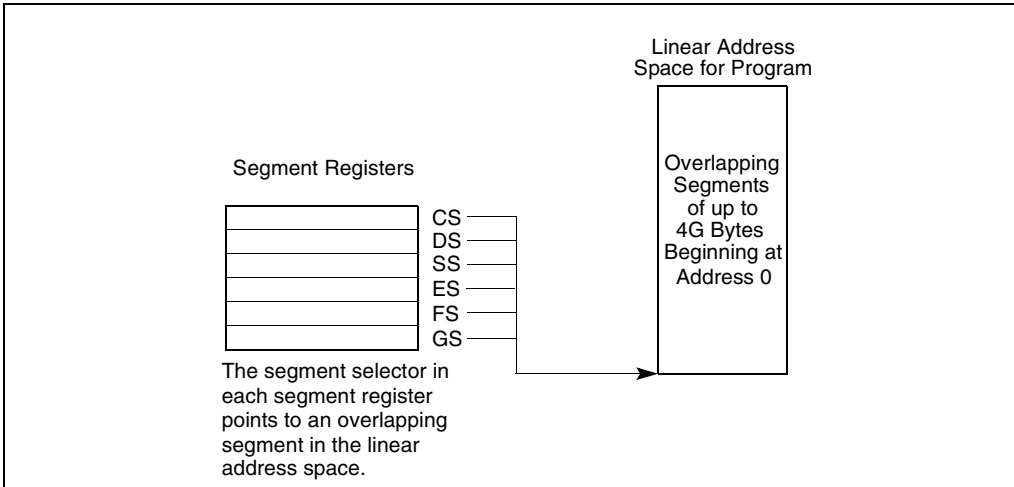 Linear Address
Space for Program
Overlapping
Segments
of up to
4G Bytes
Beginning at
Address 0
Segment Registers
CS
DS
SS
ES
FS
GS
The segment selector in
each segment register
points to an overlapping
segment in the linear
address space.